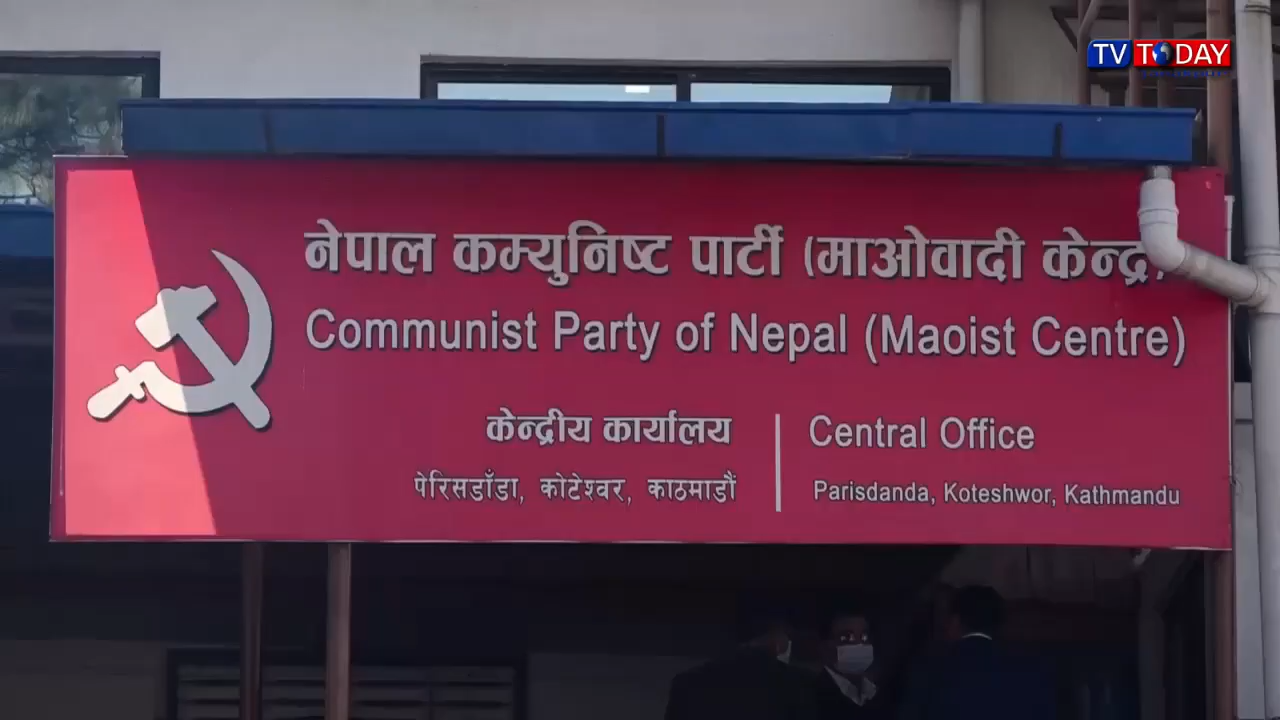 TV TODAY
नेपाल कम्युनिष्ट पार्टी (माओवादी केन्द्र)
Communist Party of Nepal (Maoist Centre)
केन्द्रीय कार्यालय
पेरिसडाँडा, कोटेश्वर, काठमाडौं
Central Office
Parisdanda, Koteshwor, Kathmandu